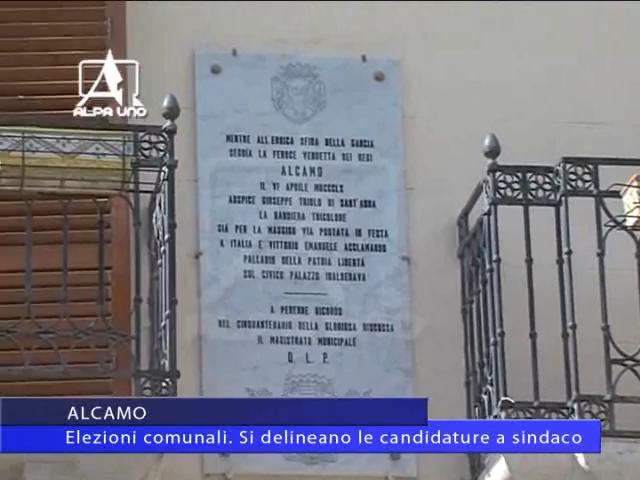 ALPA UNO
MENTRE ALL'EROICA SFIDA DELLA GANCIA
SEGUIA LA FEROCE VENDETTA DEI REGI
ALCAMO
IL VI APRILE MDCCCLX
AUSPICE GIUSEPPE TRIOLO DI SANT'ANNA
LA BANDIERA TRICOLORE
GIÀ PER LA MAGGIOR VIA PORTATA IN FESTA
A ITALIA E VITTORIO EMANUELE ACCLAMANDO
PALLADIO DELLA PATRIA LIBERTÀ
SUL CIVICO PALAZZO INALBERAVA
A PERENNE RICORDO
NEL CINQUANTENARIO DELLA GLORIOSA RISCOSSA
IL MAGISTRATO MUNICIPALE
Q. L. P.
ALCAMO
Elezioni comunali. Si delineano le candidature a sindaco